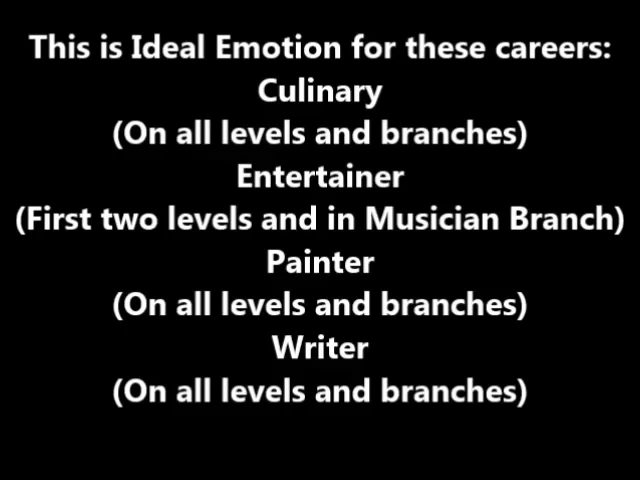 This is Ideal Emotion for these careers:
Culinary
(On all levels and branches)
Entertainer
(First two levels and in Musician Branch)
Painter
(On all levels and branches)
Writer
(On all levels and branches)